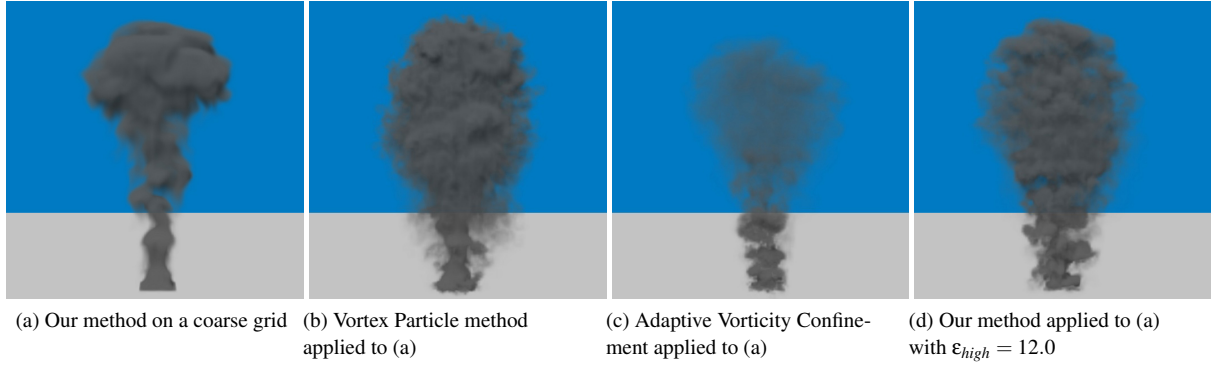 (a) Our method on a coarse grid
(b) Vortex Particle method
applied to (a)
(c) Adaptive Vorticity Confine-
ment applied to (a)
(d) Our method applied to (a)
with εhigh = 12.0